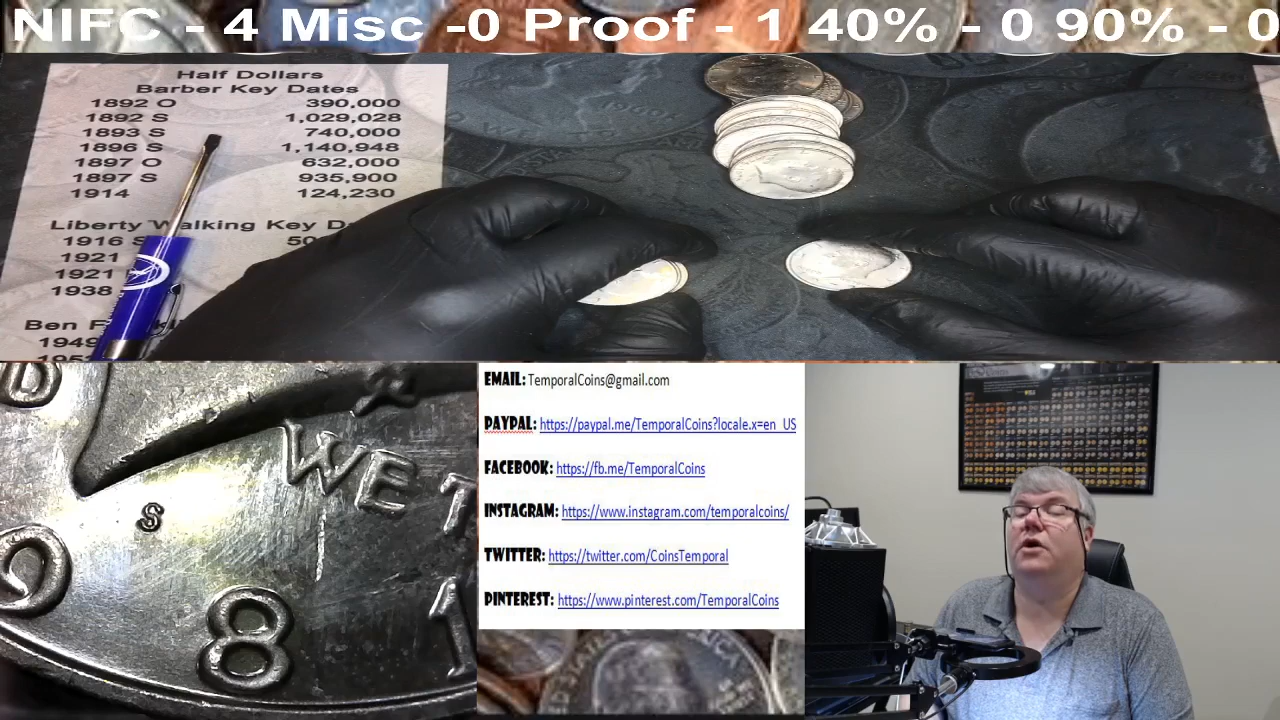 NIFC - 4 Misc -0 Proof - 1 40% - 0 90% - 0
Half Dollars
Barber Key Dates
1892 O 390,000
1892 S 1,029,028
1893 S 740,000
1896 S 1,140,948
1897 O 632,000
1897 S 935,900
1914 124,230
Liberty Walking Key
1916
1921
1921
1938
Ben
1949
D
WE
S
9 8 1
EMAIL: TemporalCoins@gmail.com
PAYPAL: https://paypal.me/TemporalCoins?locale.x=en_US
FACEBOOK: https://fb.me/TemporalCoins
INSTAGRAM: https://www.instagram.com/temporalcoins/
TWITTER: https://twitter.com/CoinsTemporal
PINTEREST: https://www.pinterest.com/TemporalCoins